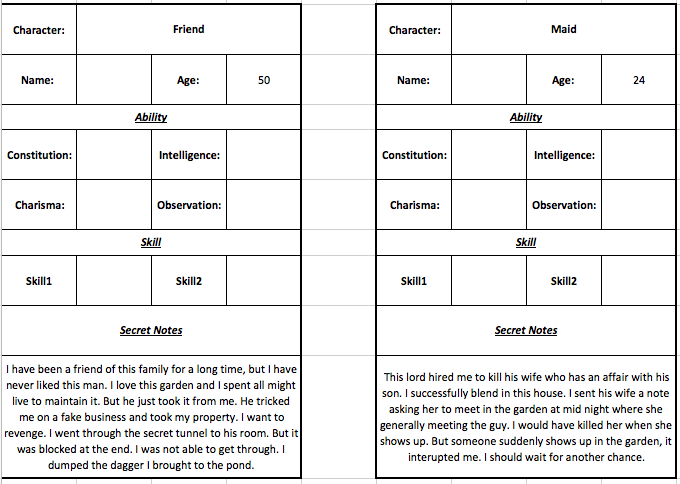 Character: Friend
Name: Age: 50
Ability
Constitution: Intelligence:
Charisma: Observation:
Skill
Skill1 Skill2
Secret Notes
I have been a friend of this family for a long time, but I have
never liked this man. I love this garden and I spent all might
live to maintain it. But he just took it from me. He tricked
me on a fake business and took my property. I want to
revenge. I went through the secret tunnel to his room. But it
was blocked at the end. I was not able to get through. I
dumped the dagger I brought to the pond.
Character: Maid
Name: Age: 24
Ability
Constitution: Intelligence:
Charisma: Observation:
Skill
Skill1 Skill2
Secret Notes
This lord hired me to kill his wife who has an affair with his
son. I successfully blend in this house. I sent his wife a note
asking her to meet in the garden at mid night where she
generally meeting the guy. I would have killed her when she
shows up. But someone suddenly shows up in the garden, it
interupted me. I should wait for another chance.